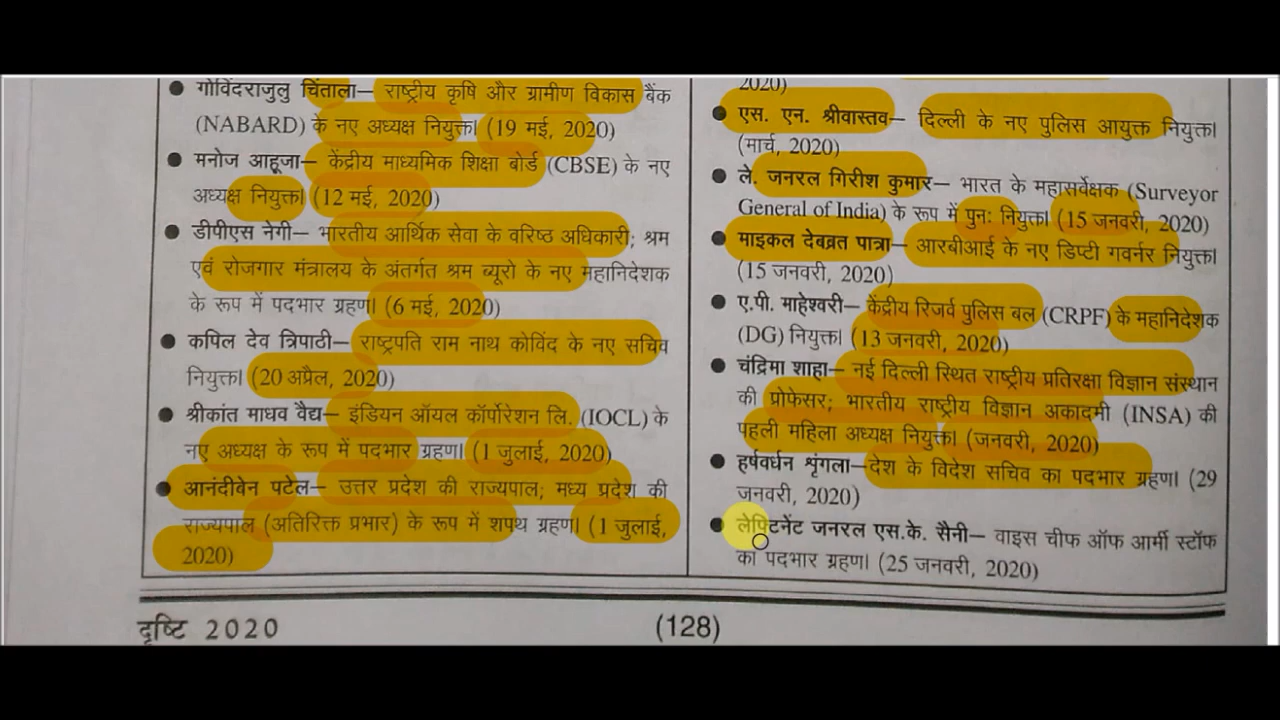 गोविंदराजुलु चिंताला— राष्ट्रीय कृषि और ग्रामीण विकास बैंक
(NABARD) के नए अध्यक्ष नियुक्त। (19 मई, 2020)
मनोज आहूजा— केंद्रीय माध्यमिक शिक्षा बोर्ड (CBSE) के नए
अध्यक्ष नियुक्त। (12 मई, 2020)
डीपीएस नेगी— भारतीय आर्थिक सेवा के वरिष्ठ अधिकारी; श्रम
एवं रोजगार मंत्रालय के अंतर्गत श्रम ब्यूरो के नए महानिदेशक
के रूप में पदभार ग्रहण। (6 मई, 2020)
कपिल देव त्रिपाठी— राष्ट्रपति राम नाथ कोविंद के नए सचिव
नियुक्त। (20 अप्रैल, 2020)
श्रीकांत माधव वैद्य— इंडियन ऑयल कॉर्पोरेशन लि. (IOCL) के
नए अध्यक्ष के रूप में पदभार ग्रहण। (1 जुलाई, 2020)
आनंदीवेन पटेल— उत्तर प्रदेश की राज्यपाल; मध्य प्रदेश की
राज्यपाल (अतिरिक्त प्रभार) के रूप में शपथ ग्रहण। (1 जुलाई,
2020)
2020)
एस. एन. श्रीवास्तव— दिल्ली के नए पुलिस आयुक्त नियुक्त।
(मार्च, 2020)
ले. जनरल गिरीश कुमार— भारत के महासर्वेक्षक (Surveyor
General of India) के रूप में पुनः नियुक्त। (15 जनवरी, 2020)
माइकल देबव्रत पात्रा— आरबीआई के नए डिप्टी गवर्नर नियुक्त।
(15 जनवरी, 2020)
ए.पी. माहेश्वरी— केंद्रीय रिजर्व पुलिस बल (CRPF) के महानिदेशक
(DG) नियुक्त। (13 जनवरी, 2020)
चंद्रिमा शाहा— नई दिल्ली स्थित राष्ट्रीय प्रतिरक्षा विज्ञान संस्थान
की प्रोफेसर; भारतीय राष्ट्रीय विज्ञान अकादमी (INSA) की
पहली महिला अध्यक्ष नियुक्त। (जनवरी, 2020)
हर्षवर्धन शृंगला— देश के विदेश सचिव का पदभार ग्रहण। (29
जनवरी, 2020)
लेफ्टिनेंट जनरल एस.के. सैनी— वाइस चीफ ऑफ आर्मी स्टॉफ
का पदभार ग्रहण। (25 जनवरी, 2020)
दृष्टि 2020
(128)